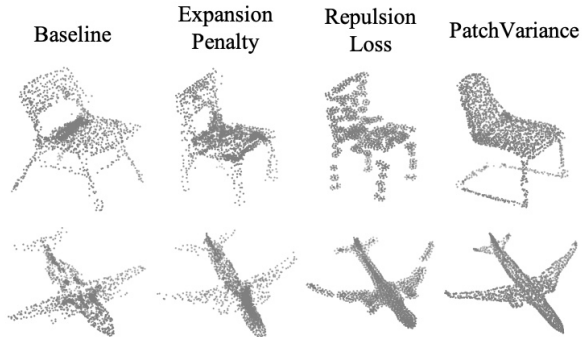 Baseline
Expansion
Penalty
Repulsion
Loss
PatchVariance